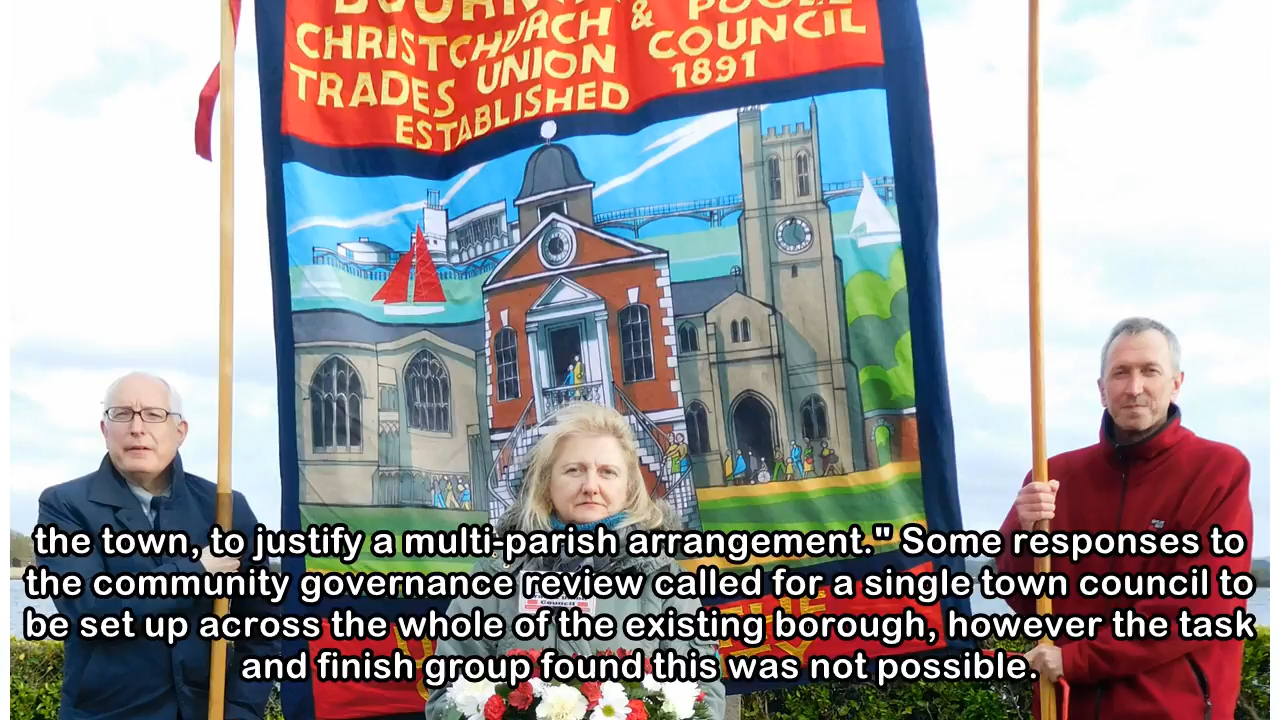 CHRISTCHURCH & POOLE
TRADES UNION COUNCIL
ESTABLISHED 1891
the town, to justify a multi-parish arrangement." Some responses to
the community governance review called for a single town council to
be set up across the whole of the existing borough, however the task
and finish group found this was not possible.
Council